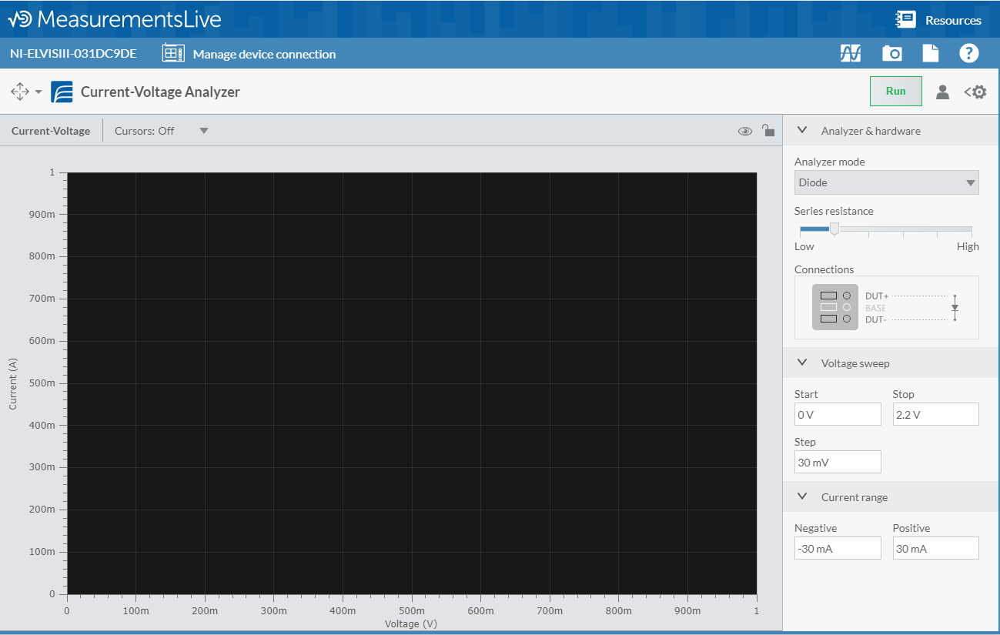 MeasurementsLive
Resources
NI-ELVISIII-031DC9DE
Manage device connection
?
Current-Voltage Analyzer
Run
Current-Voltage
Cursors: Off
Analyzer & hardware
Analyzer mode
Diode
Series resistance
Low
High
Connections
DUT+
BASE
DUT-
Voltage sweep
Start
Stop
0 V
2.2 V
Step
30 mV
Current range
Negative
Positive
-30 mA
30 mA
1
900m
800m
700m
600m
500m
400m
300m
200m
100m
0
Current (A)
0 100m 200m 300m 400m 500m 600m 700m 800m 900m 1
Voltage (V)